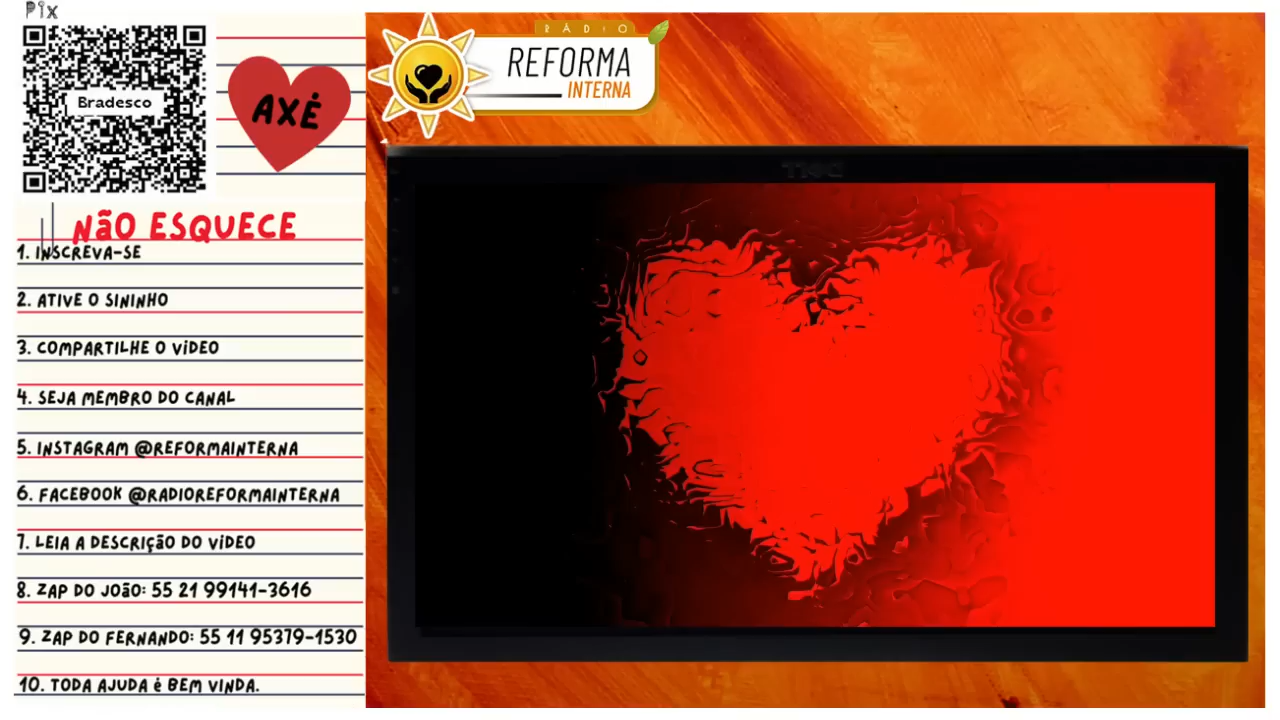 Pix
Bradesco
AXÉ
NÃO ESQUECE
1. INSCREVA-SE
2. ATIVE O SININHO
3. COMPARTILHE O VÍDEO
4. SEJA MEMBRO DO CANAL
5. INSTAGRAM @REFORMAINTERNA
6. FACEBOOK @RADIOREFORMAINTERNA
7. LEIA A DESCRIÇÃO DO VÍDEO
8. ZAP DO JOÃO: 55 21 99141-3616
9. ZAP DO FERNANDO: 55 11 95379-1530
10. TODA AJUDA É BEM VINDA.
RÁDIO
REFORMA
INTERNA